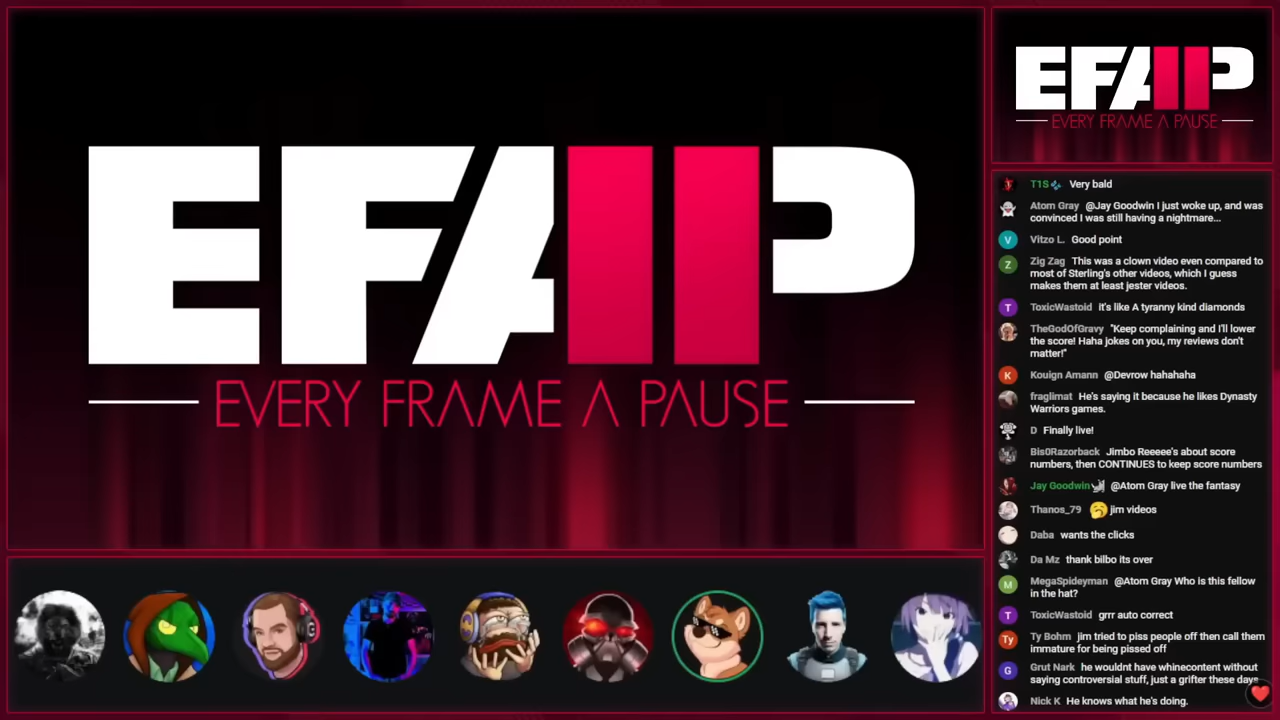 EFAP
EVERY FRAME A PAUSE
EFAP
EVERY FRAME A PAUSE
T1S Very bald
Atom Gray @Jay Goodwin I just woke up, and was
convinced I was still having a nightmare...
V
Vitzo L. Good point
Z
Zig Zag This was a clown video even compared to
most of Sterling's other videos, which I guess
makes them at least jester videos.
T
ToxicWastoid it's like A tyranny kind diamonds
TheGodOfGravy "Keep complaining and I'll lower
the score! Haha jokes on you, my reviews don't
matter!"
K
Kouign Amann @Devrow hahahaha
fraglimat He's saying it because he likes Dynasty
Warriors games.
D Finally live!
Bis0Razorback Jimbo Reeeee's about score
numbers, then CONTINUES to keep score numbers
Jay Goodwin @Atom Gray live the fantasy
Thanos_79 jim videos
Daba wants the clicks
Da Mz thank bilbo its over
M
MegaSpideyman @Atom Gray Who is this fellow
in the hat?
T
ToxicWastoid grrr auto correct
Ty
Ty Bohm jim tried to piss people off then call them
immature for being pissed off
G
Grut Nark he wouldnt have whinecontent without
saying controversial stuff, just a grifter these days
Nick K He knows what he's doing.